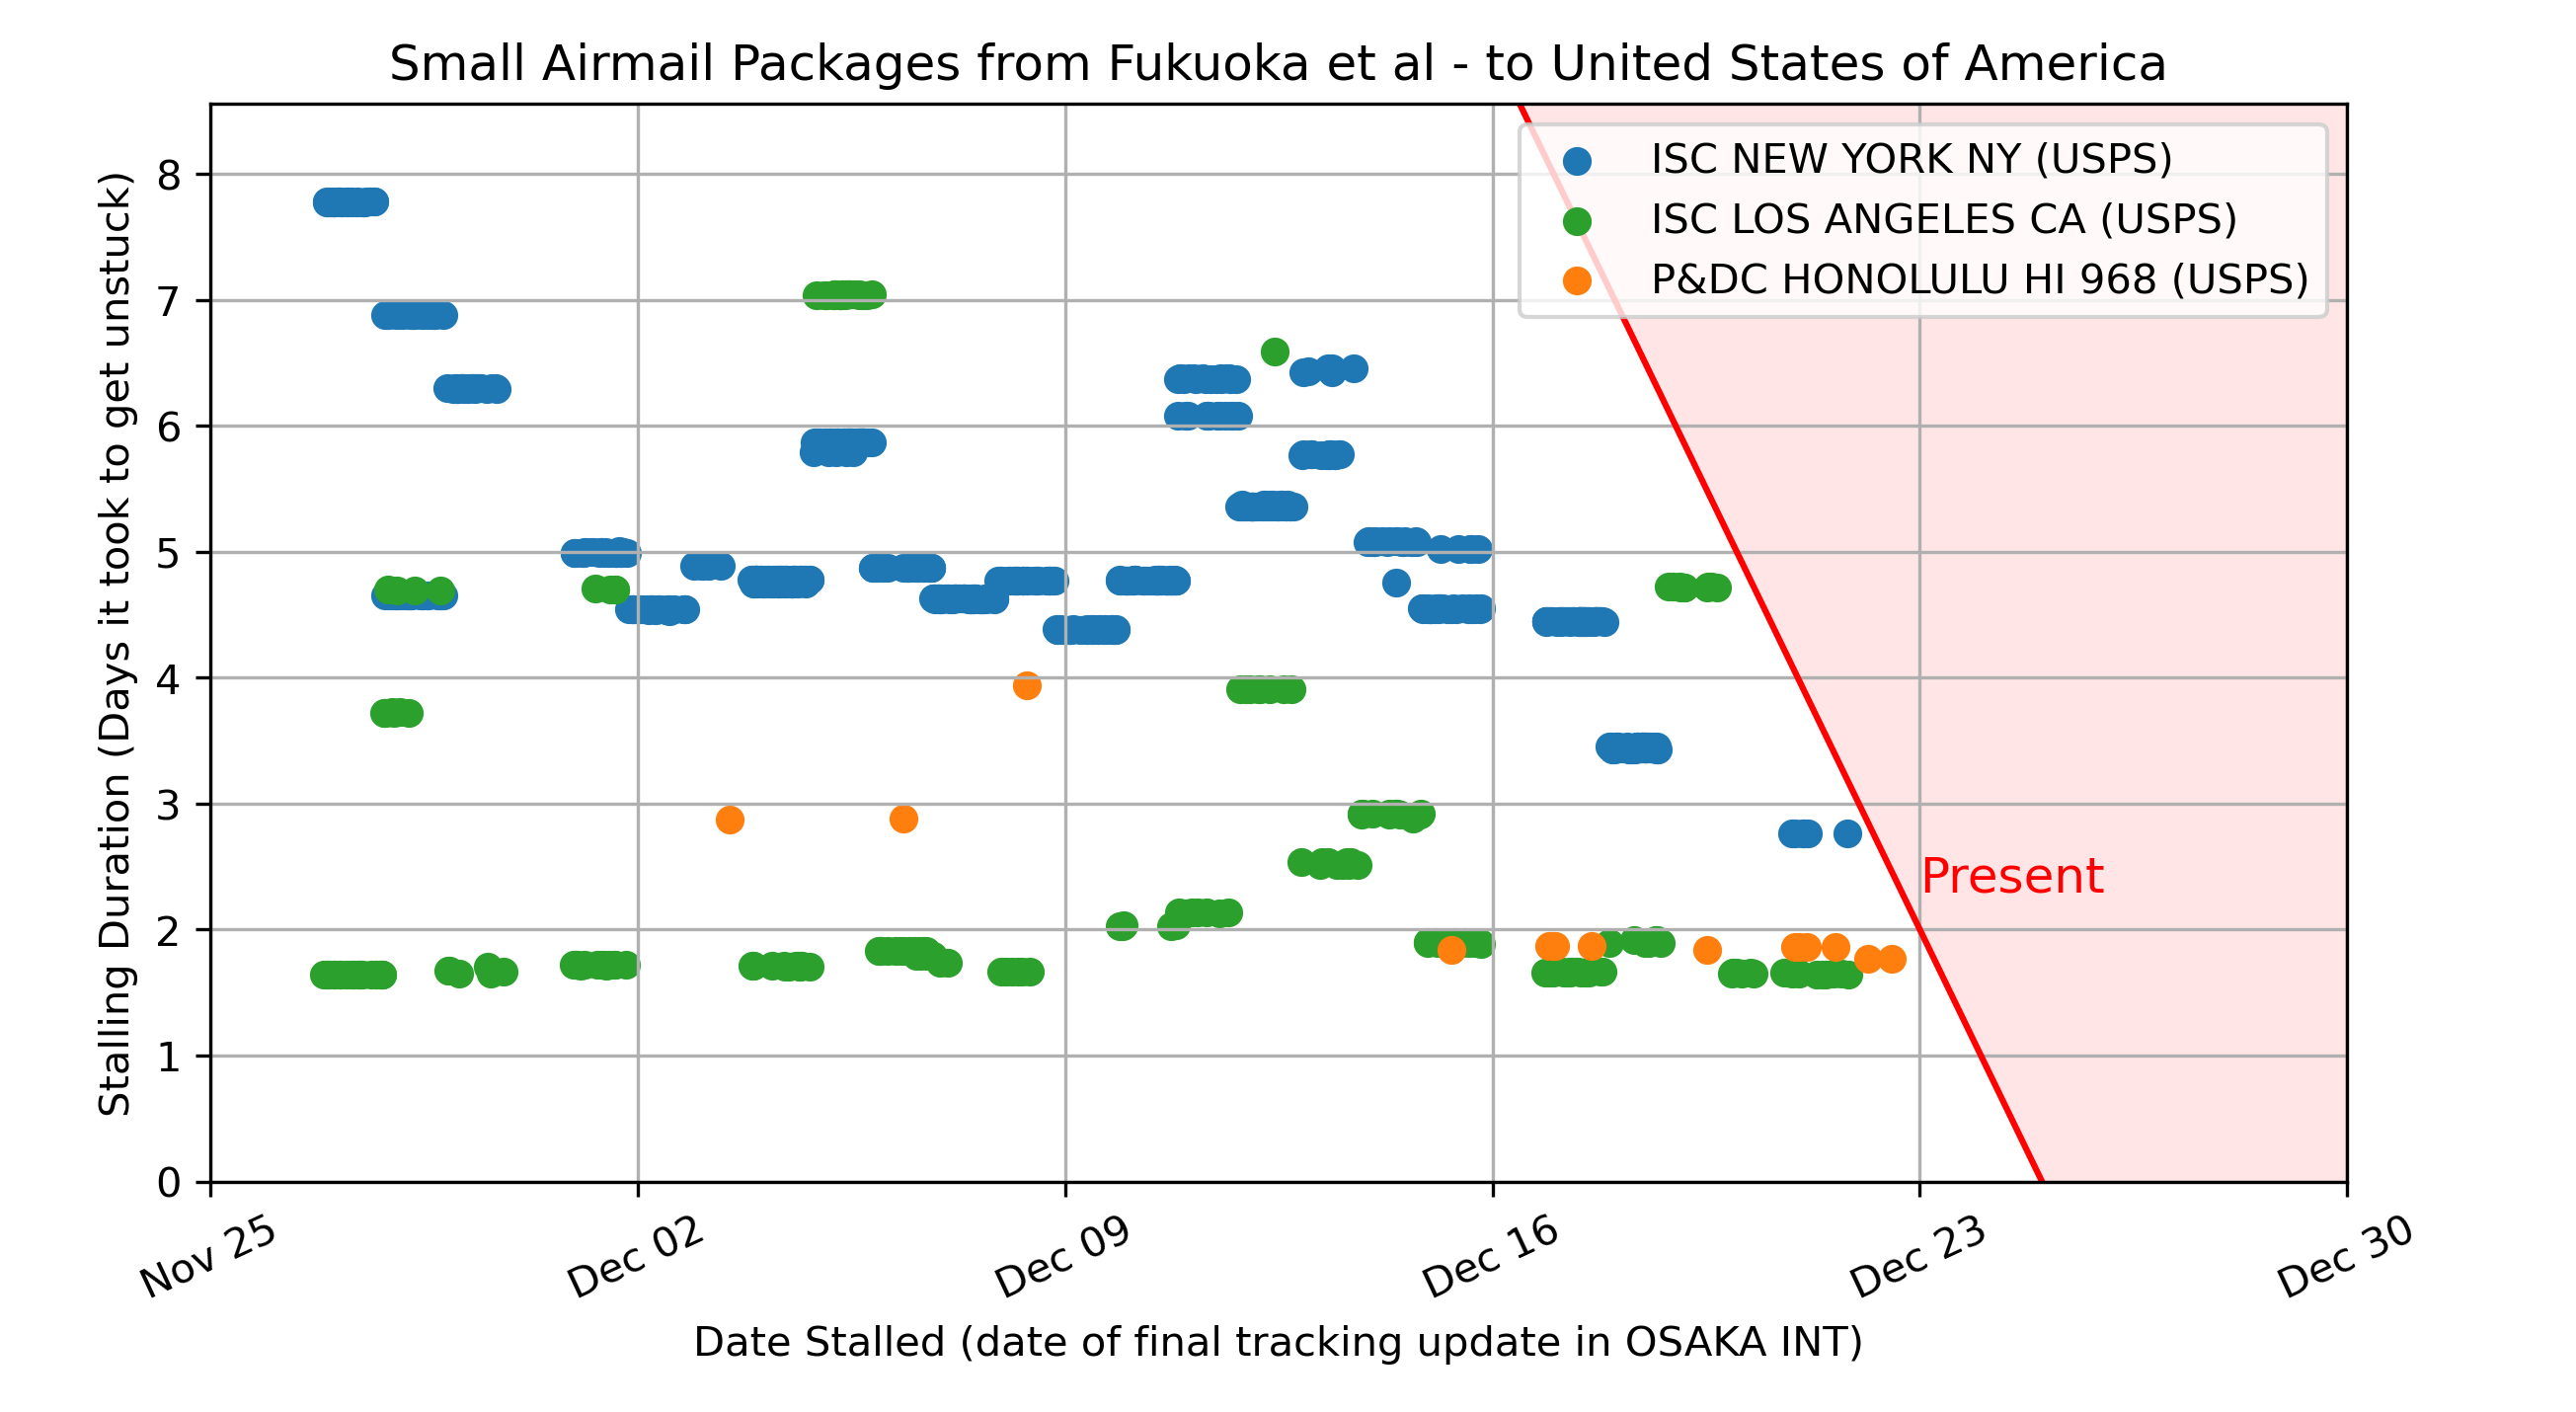 Small Airmail Packages from Fukuoka et al - to United States of America
ISC NEW YORK NY (USPS)
ISC LOS ANGELES CA (USPS)
P&DC HONOLULU HI 968 (USPS)
Stalling Duration (Days it took to get unstuck)
8
7
6
5
4
3
2
1
0
Present
Nov 25
Dec 02
Dec 09
Dec 16
Dec 23
Dec 30
Date Stalled (date of final tracking update in OSAKA INT)